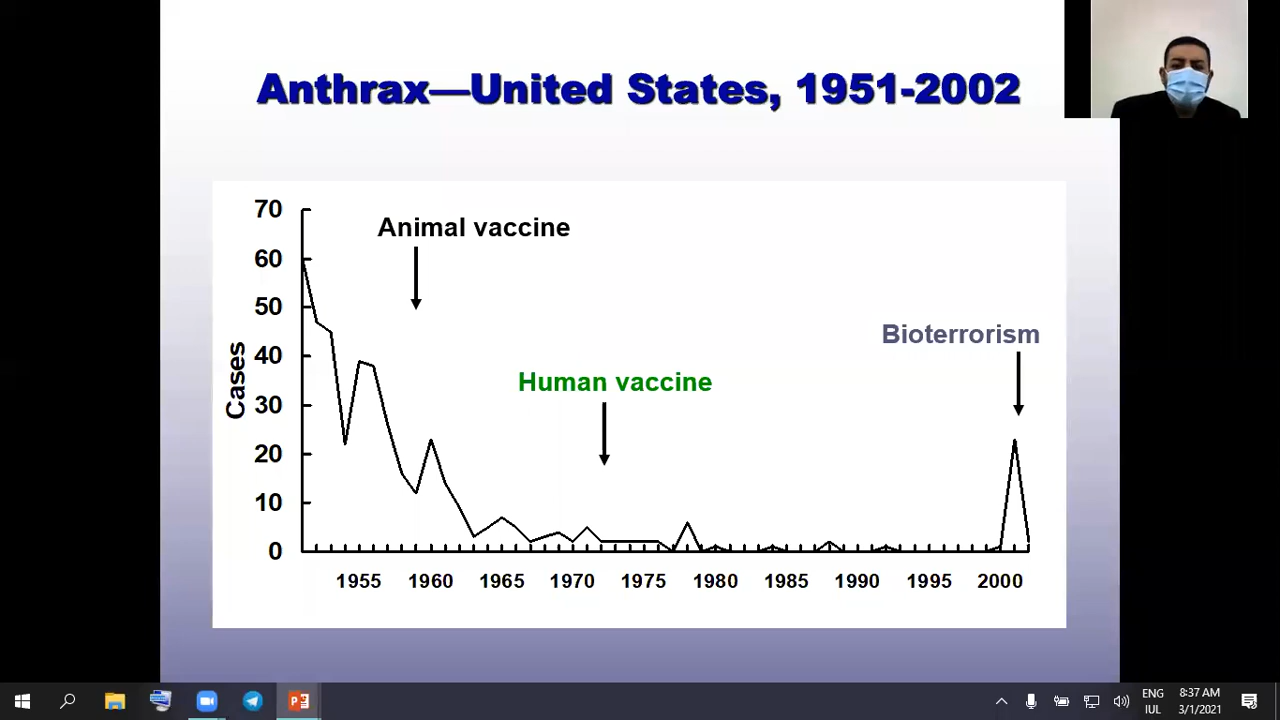 Anthrax—United States, 1951-2002
70
Animal vaccine
60
50
Bioterrorism
40
Cases
Human vaccine
30
20
10
0
1955 1960 1965 1970 1975 1980 1985 1990 1995 2000
ENG
IUL
8:37 AM
3/1/2021